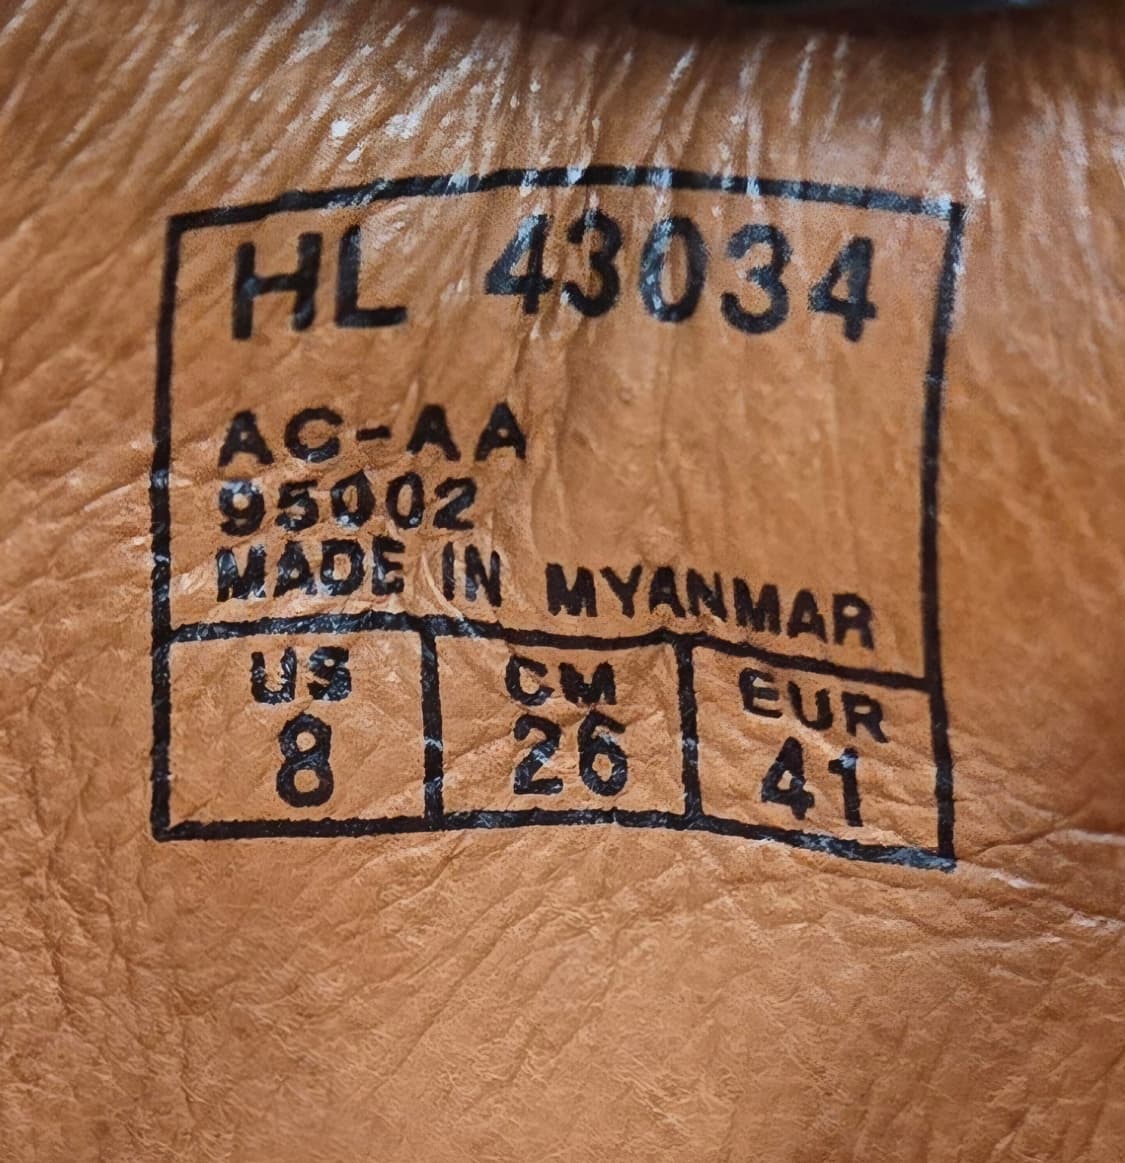 HL 43034
AC-AA
95002
MADE IN MYANMAR
US CM EUR
8 26 41